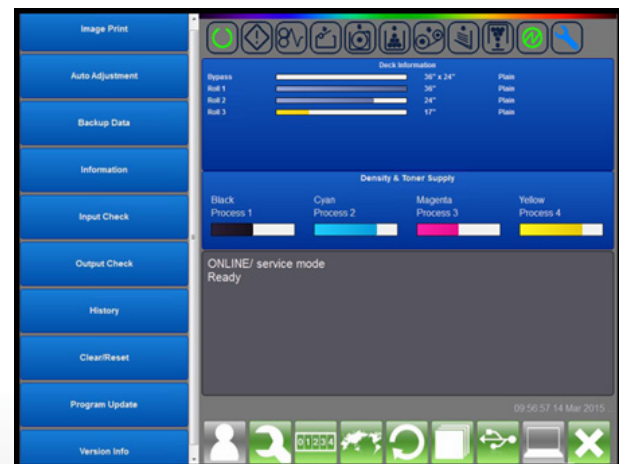 Image Print
Auto Adjustment
Backup Data
Information
Input Check
Output Check
History
Clear/Reset
Program Update
Version Info
Deck Information
Bypass 36" x 24" Plain
Roll 1 36" Plain
Roll 2 24" Plain
Roll 3 17" Plain
Density & Toner Supply
Black Cyan Magenta Yellow
Process 1 Process 2 Process 3 Process 4
ONLINE/ service mode
Ready
09:56:57 14 Mar 2015
01234